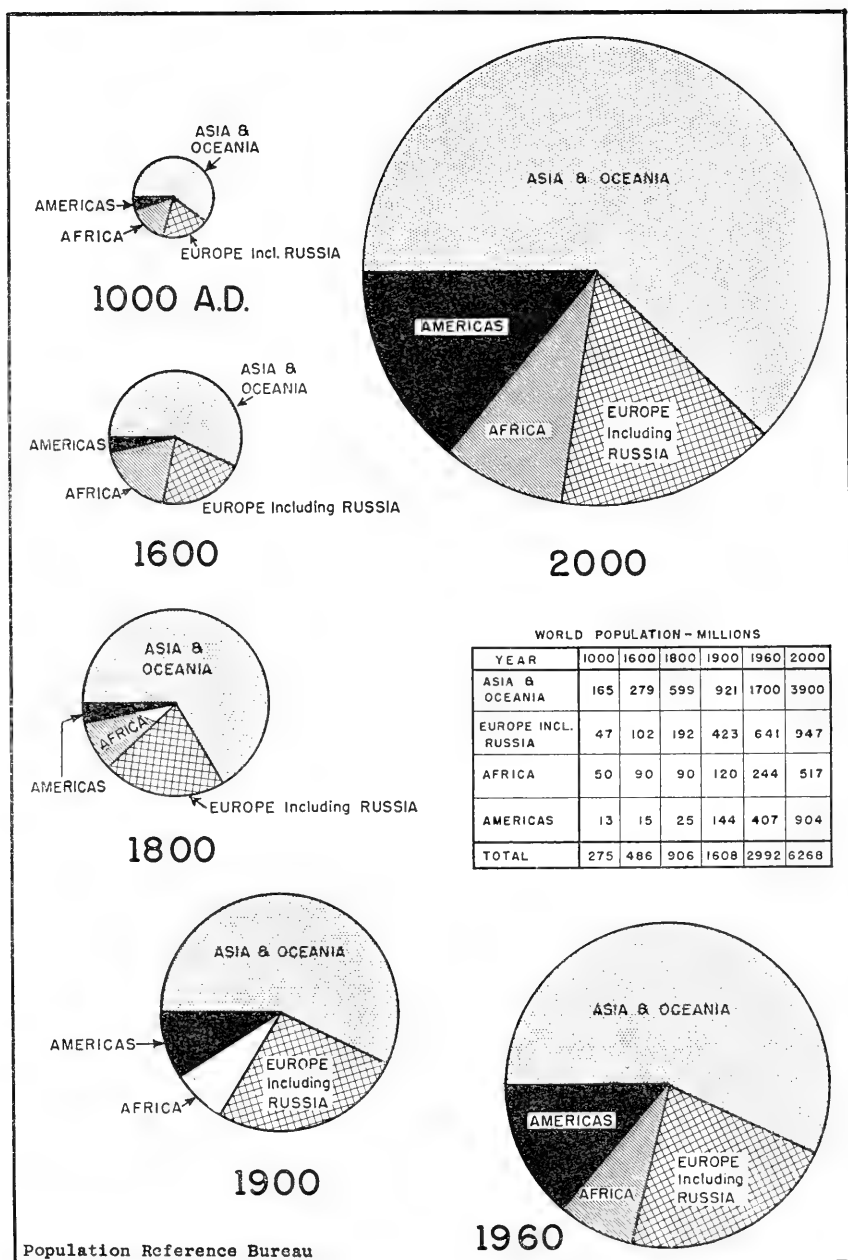 ASIA &
OCEANIA
AMERICAS
AFRICA
EUROPE Incl. RUSSIA
1000 A.D.
ASIA &
OCEANIA
AMERICAS
AFRICA
EUROPE Including RUSSIA
1600
ASIA & OCEANIA
AMERICAS
AFRICA
EUROPE
Including
RUSSIA
2000
ASIA &
OCEANIA
AFRICA
AMERICAS
EUROPE Including RUSSIA
1800
WORLD POPULATION - MILLIONS
YEAR 1000 1600 1800 1900 1960 2000
ASIA &
OCEANIA 165 279 599 921 1700 3900
EUROPE INCL.
RUSSIA 47 102 192 423 641 947
AFRICA 50 90 90 120 244 517
AMERICAS 13 15 25 144 407 904
TOTAL 275 486 906 1608 2992 6268
ASIA & OCEANIA
AMERICAS
AFRICA
EUROPE
Including
RUSSIA
1900
ASIA & OCEANIA
AMERICAS
AFRICA
EUROPE
Including
RUSSIA
1960
Population Reference Bureau